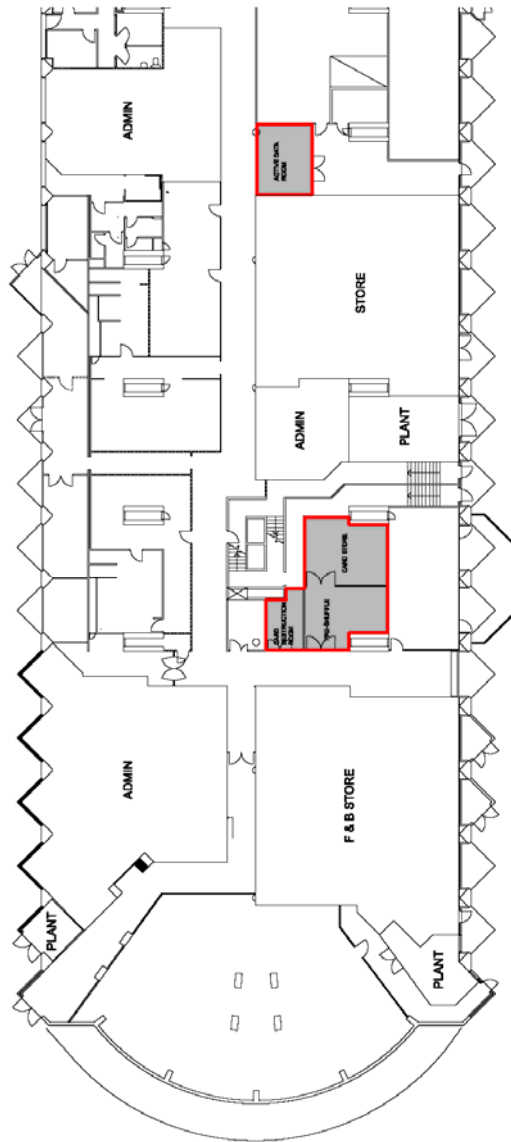 ADMIN
ACTIVE DATA
ROOM
STORE
ADMIN
PLANT
CARD STORE
PRE-SHUFFLE
CARD
DESTRUCTION
ROOM
ADMIN
F & B STORE
PLANT
PLANT